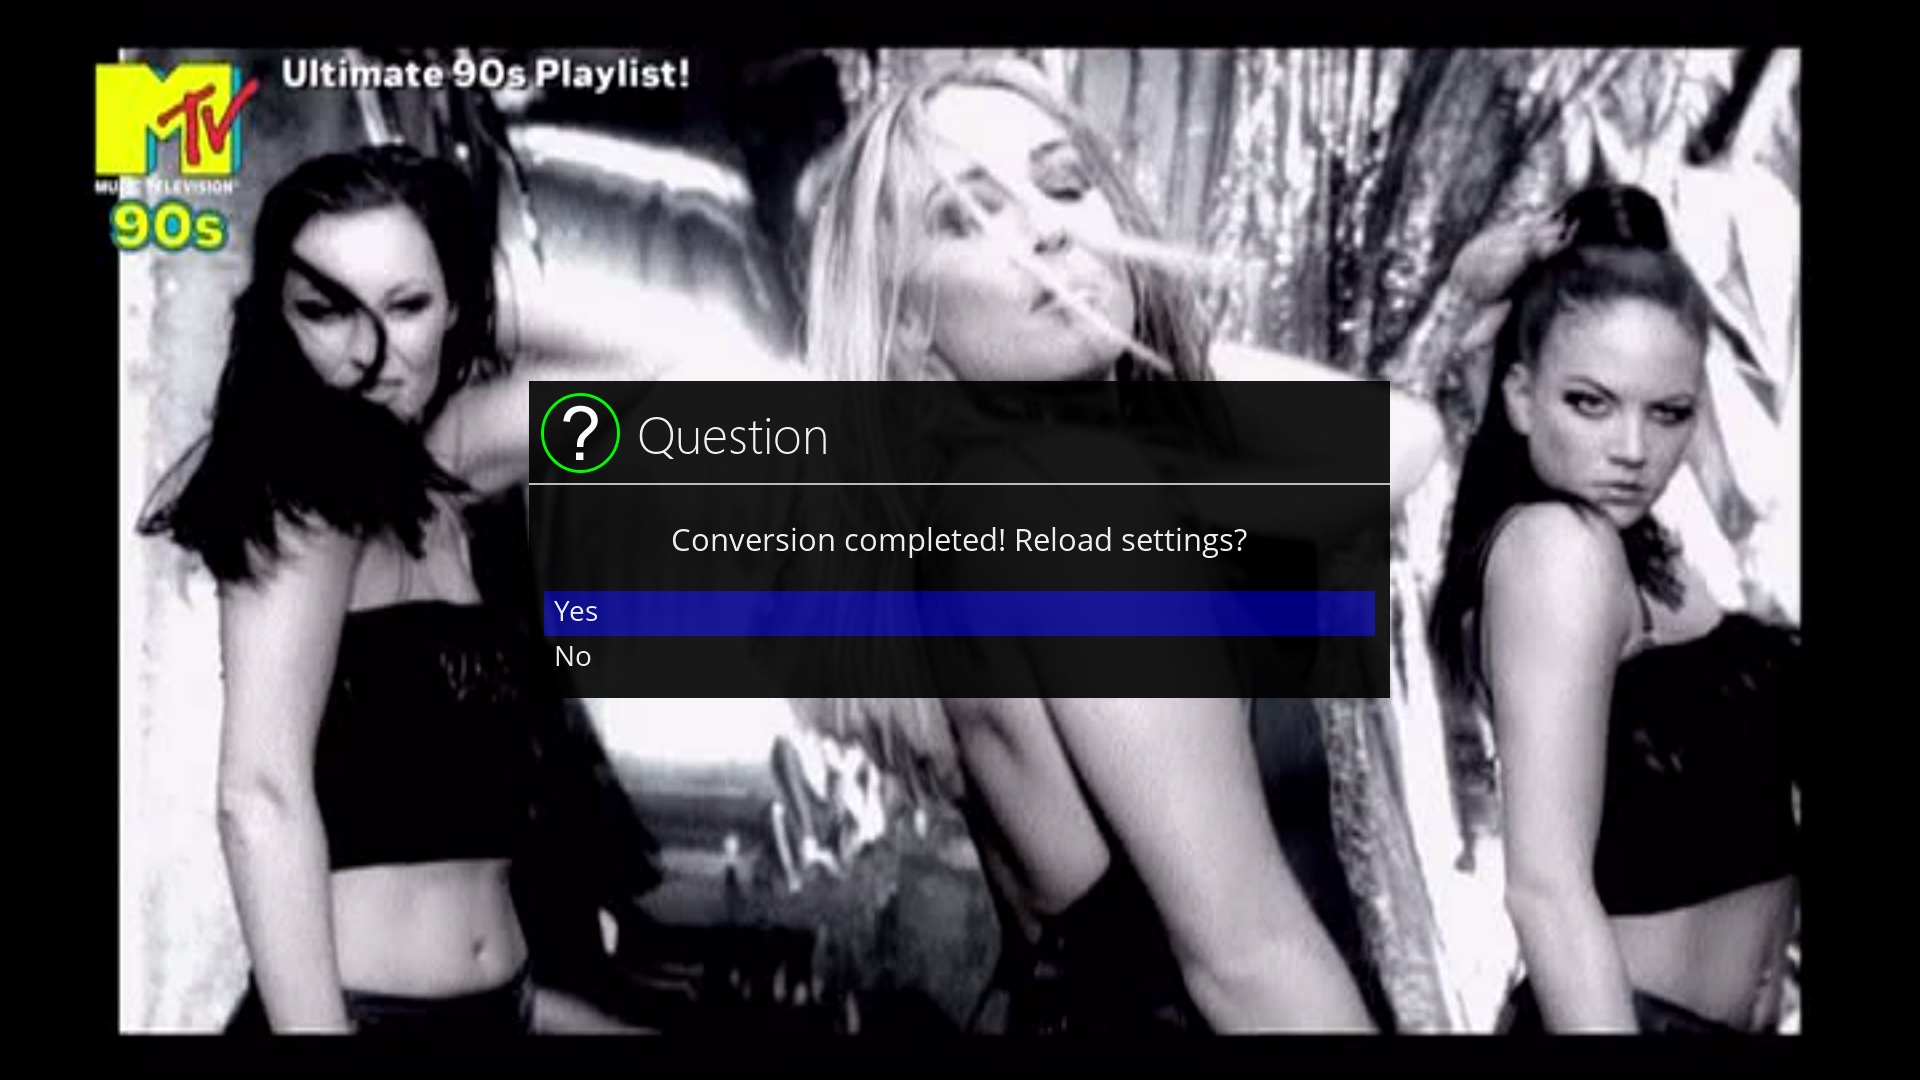 Ultimate 90s Playlist!
MTV
MUSIC TELEVISION
90s
? Question
Conversion completed! Reload settings?
Yes
No